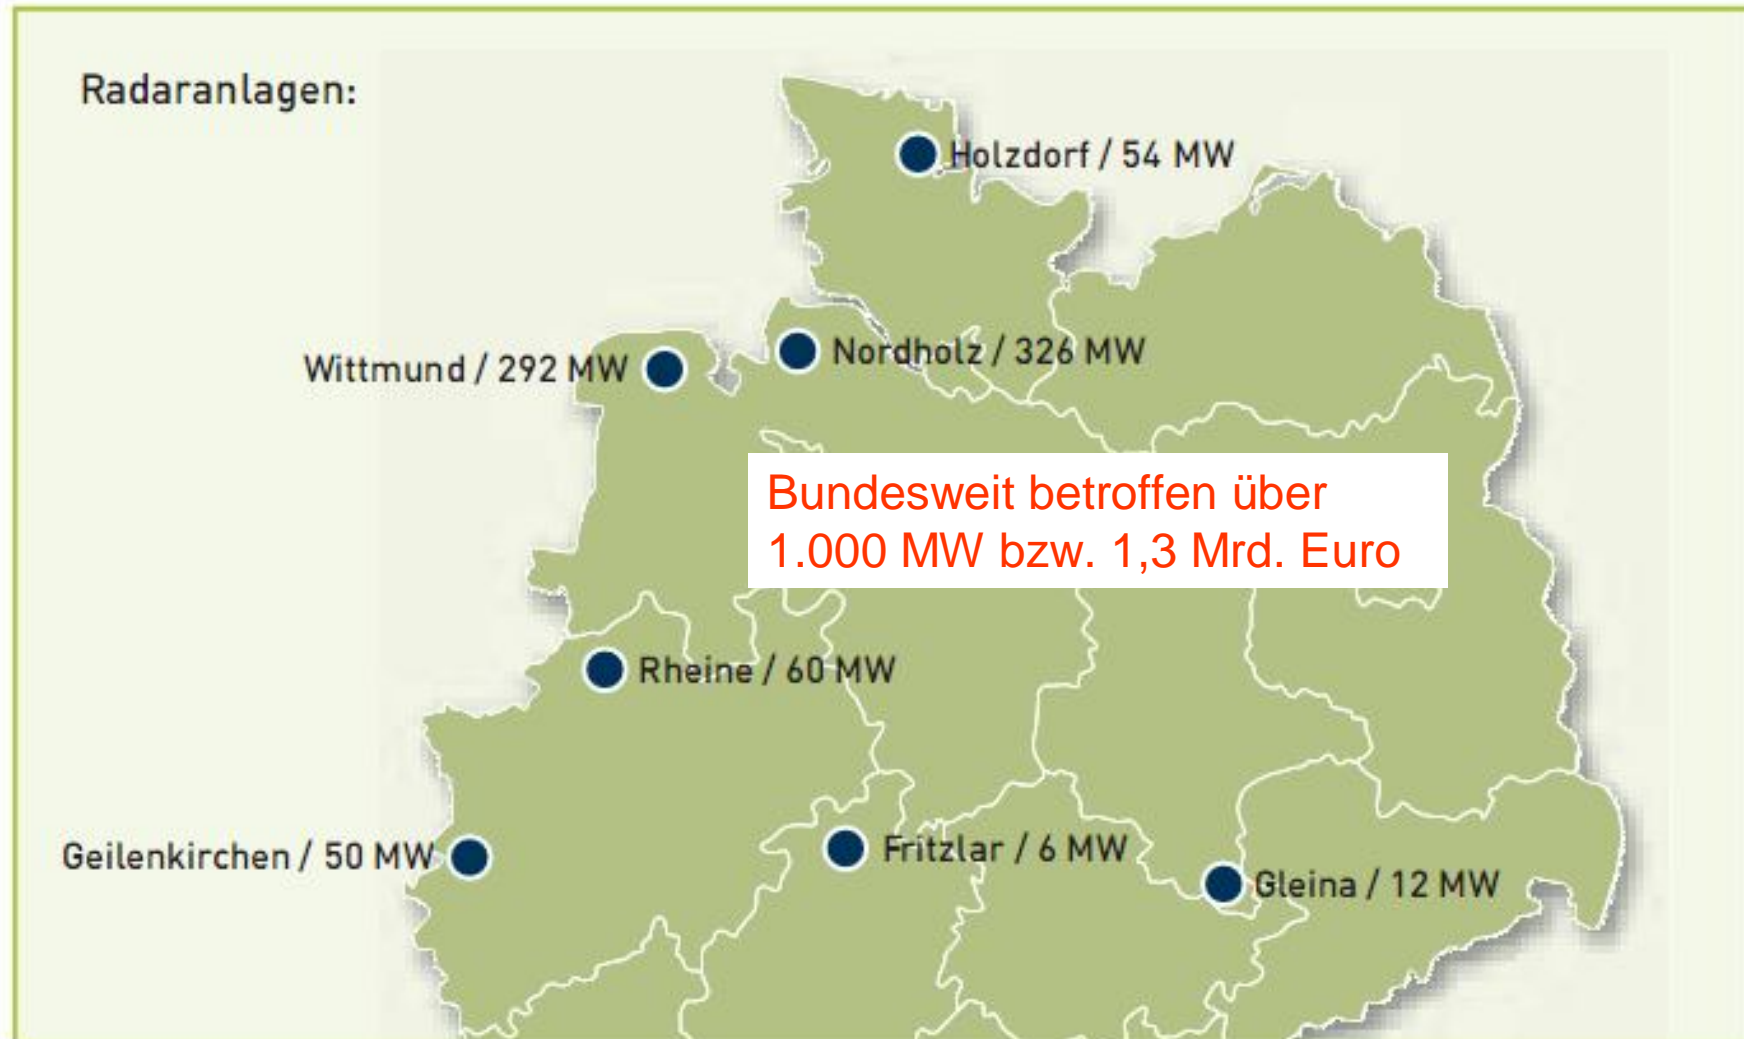 Radaranlagen:
Holzdorf / 54 MW
Nordholz / 326 MW
Wittmund / 292 MW
Bundesweit betroffen über
1.000 MW bzw. 1,3 Mrd. Euro
Rheine / 60 MW
Geilenkirchen / 50 MW
Fritzlar / 6 MW
Gleina / 12 MW